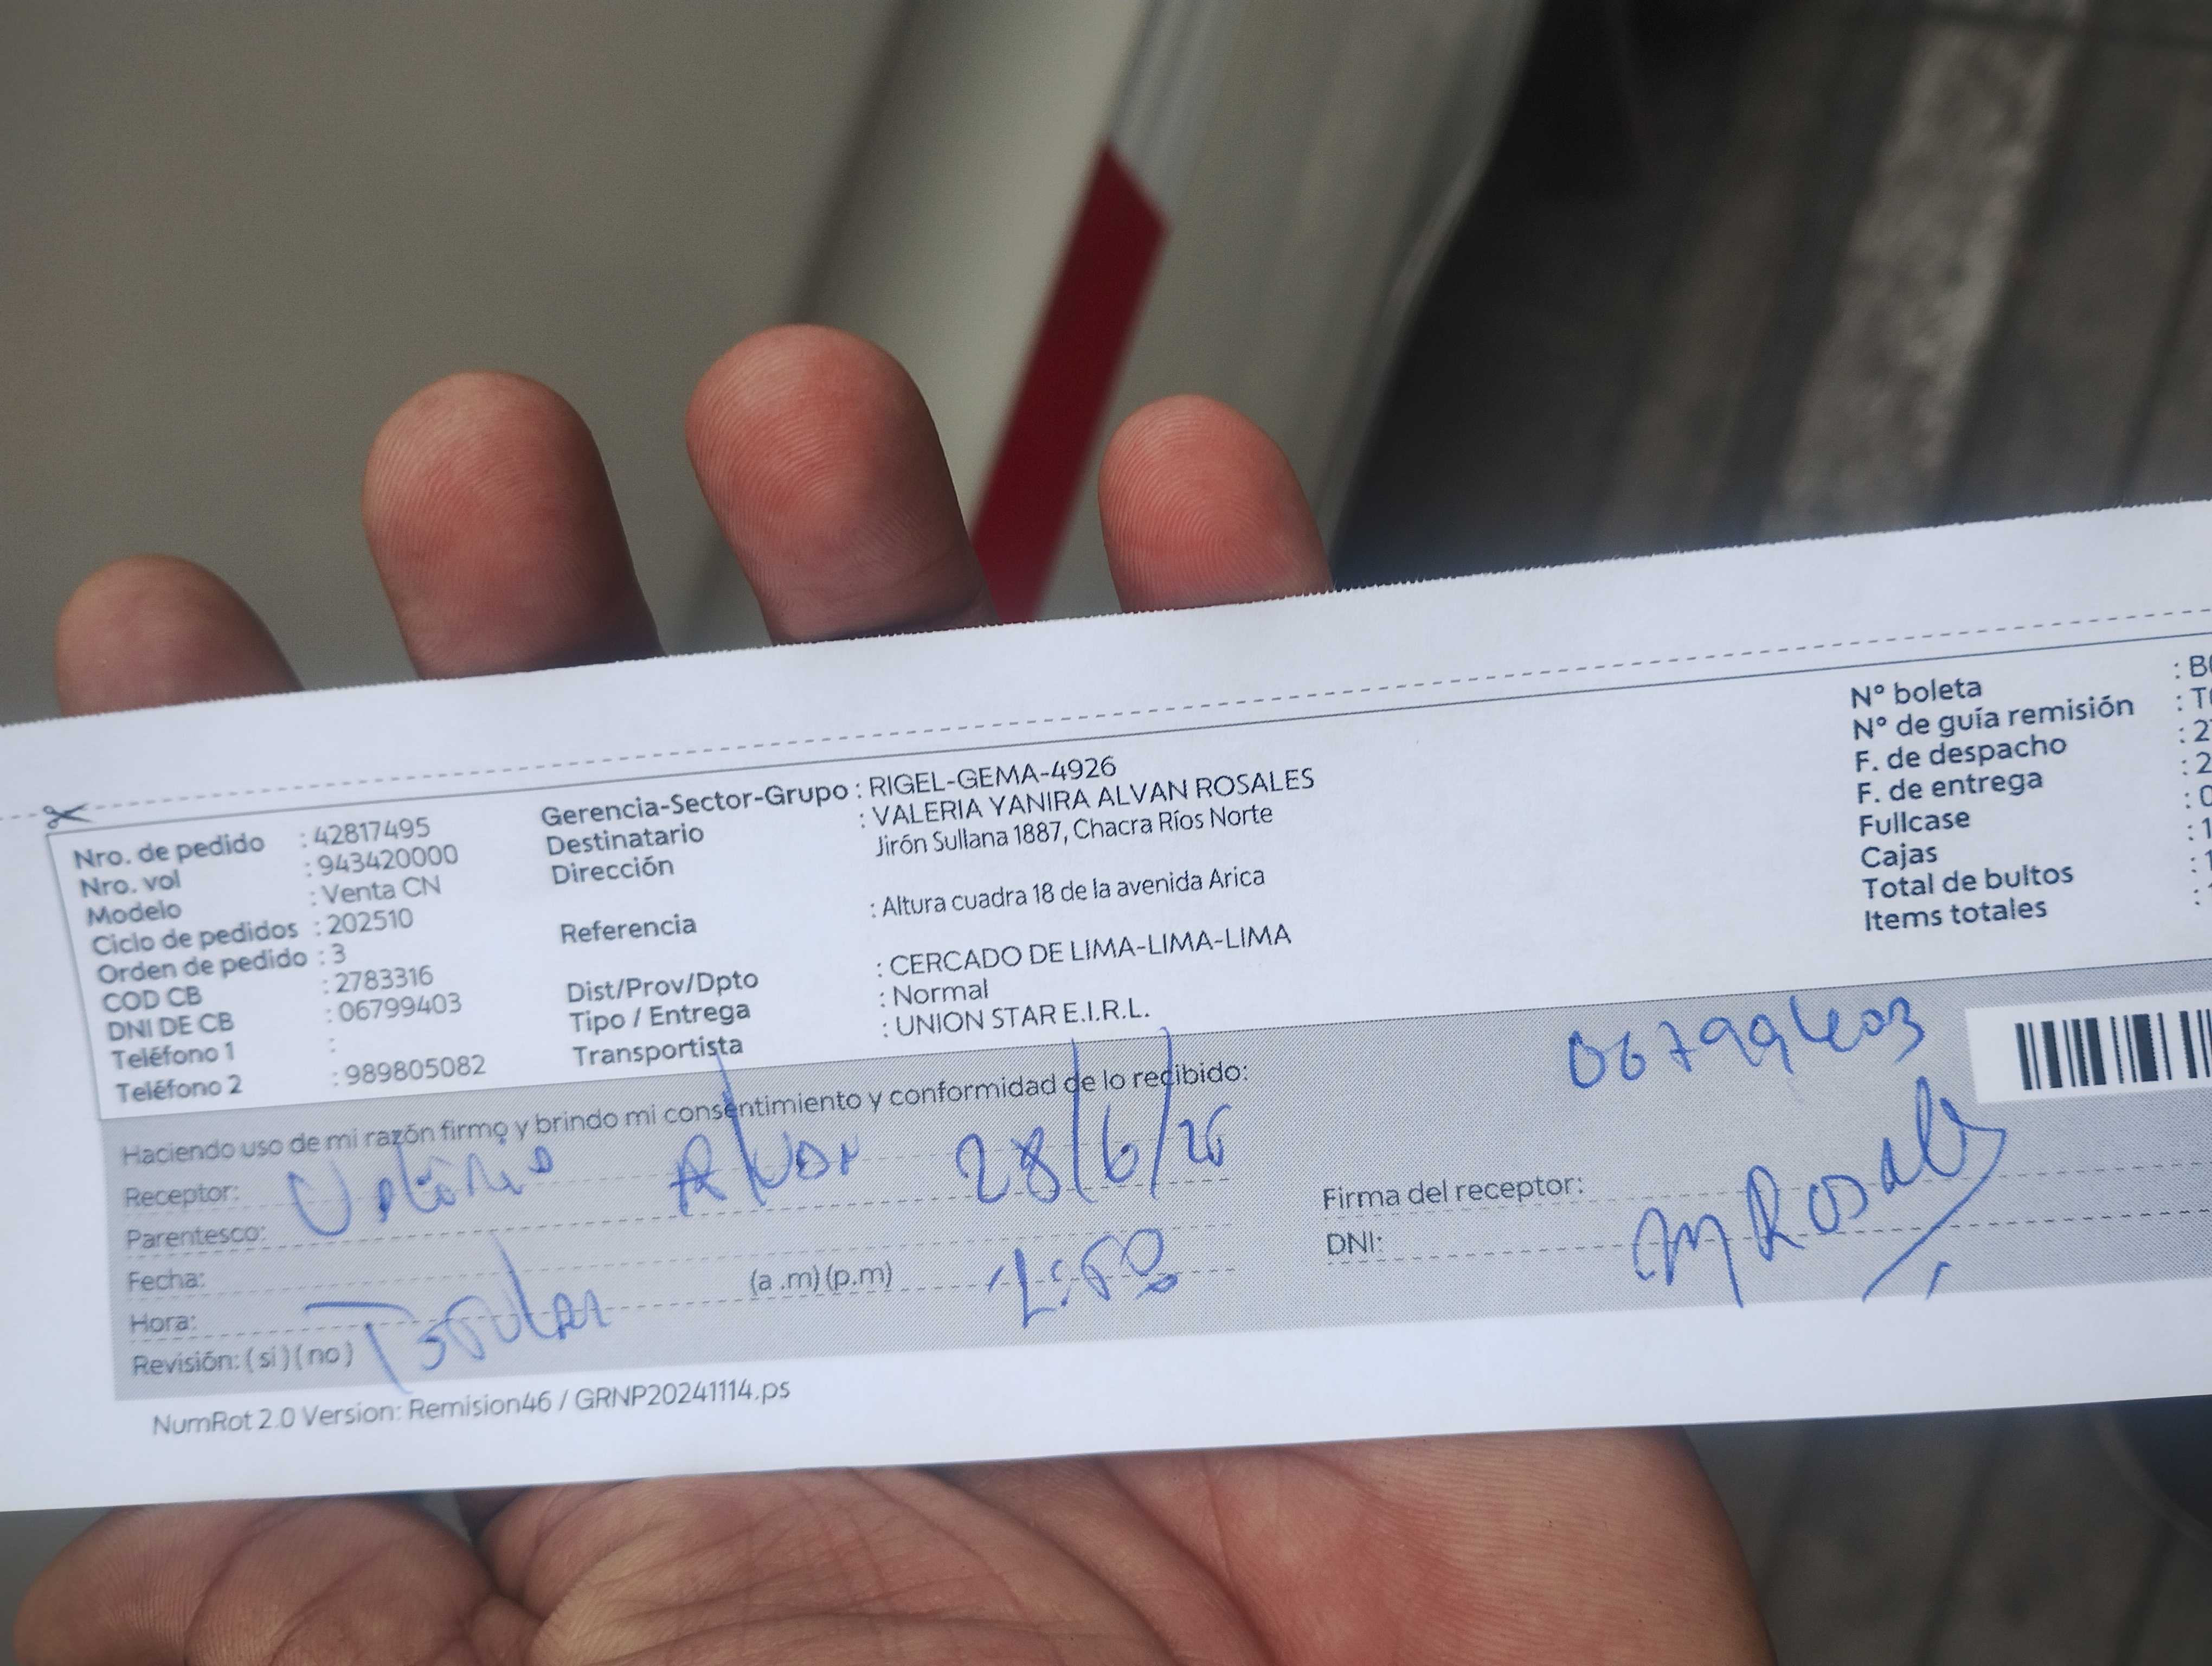 Nro. de pedido : 42817495
Nro. vol : 943420000
Modelo : Venta CN
Ciclo de pedidos : 202510
Orden de pedido : 3
COD CB : 2783316
DNI DE CB : 06799403
Teléfono 1 :
Teléfono 2 : 989805082
Gerencia-Sector-Grupo : RIGEL-GEMA-4926
Destinatario : VALERIA YANIRA ALVAN ROSALES
Dirección Jirón Sullana 1887, Chacra Ríos Norte
Referencia : Altura cuadra 18 de la avenida Arica
Dist/Prov/Dpto : CERCADO DE LIMA-LIMA-LIMA
Tipo / Entrega : Normal
Transportista : UNION STAR E.I.R.L.
N° boleta
N° de guía remisión
F. de despacho
F. de entrega
Fullcase
Cajas
Total de bultos
Items totales
Haciendo uso de mi razón firmo y brindo mi consentimiento y conformidad de lo recibido:
06799403
Receptor: Alvan
Parentesco:
Fecha:
(a .m) (p.m)
Hora:
Revisión: ( si ) ( no )
Firma del receptor: Rosales
DNI:
NumRot 2.0 Version: Remision46 / GRNP20241114.ps